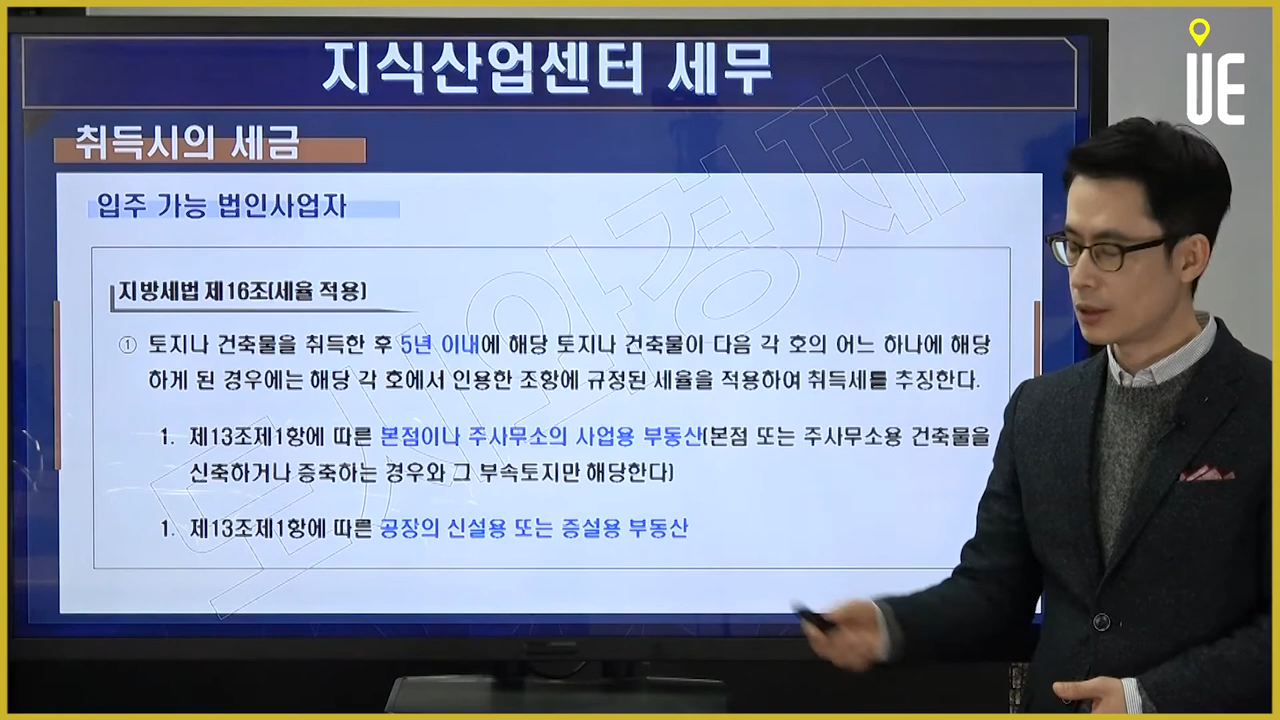 지식산업센터 세무
UE
취득시의 세금
입주 가능 법인사업자
지방세법 제16조(세율 적용)
① 토지나 건축물을 취득한 후 5년 이내에 해당 토지나 건축물이 다음 각 호의 어느 하나에 해당
하게 된 경우에는 해당 각 호에서 인용한 조항에 규정된 세율을 적용하여 취득세를 추징한다.
1. 제13조제1항에 따른 본점이나 주사무소의 사업용 부동산(본점 또는 주사무소용 건축물을
신축하거나 증축하는 경우와 그 부속토지만 해당한다)
1. 제13조제1항에 따른 공장의 신설용 또는 증설용 부동산
도시와경제